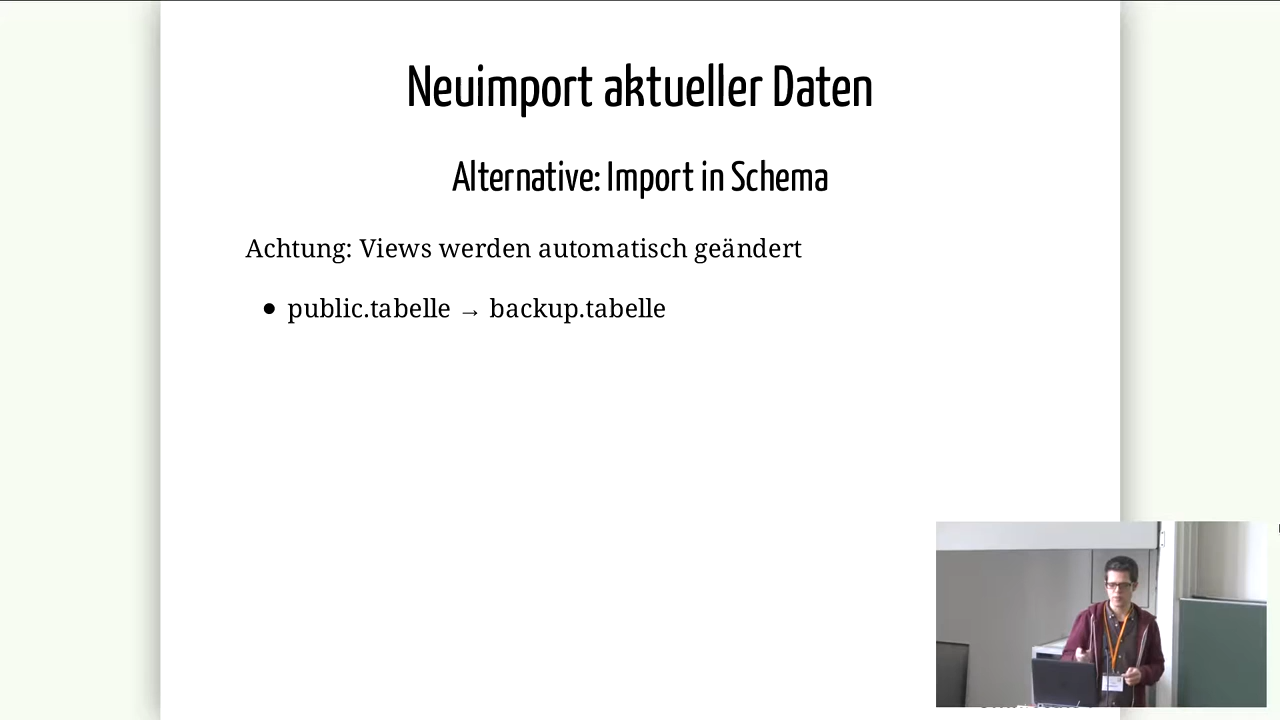 Neuimport aktueller Daten
Alternative: Import in Schema
Achtung: Views werden automatisch geändert
• public.tabelle → backup.tabelle